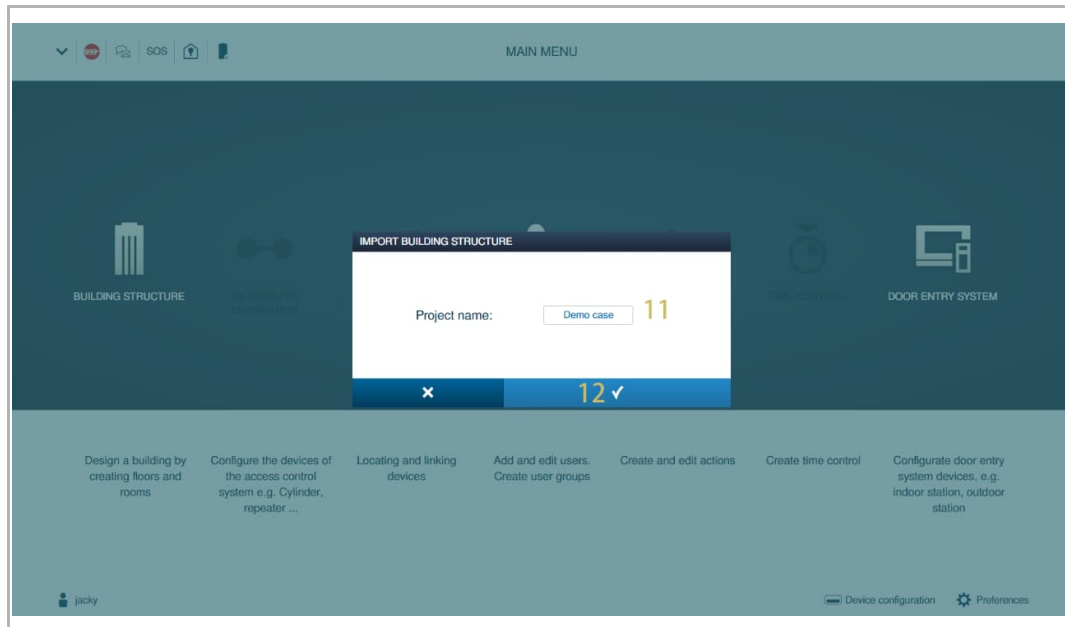 999+
SOS
MAIN MENU
IMPORT BUILDING STRUCTURE
Project name:
Demo case
11
12
BUILDING STRUCTURE
TIME CONTROL
DOOR ENTRY SYSTEM
Design a building by
creating floors and
rooms
Configure the devices of
the access control
system e.g. Cylinder,
repeater ...
Locating and linking
devices
Add and edit users.
Create user groups
Create and edit actions
Create time control
Configurate door entry
system devices, e.g.
indoor station, outdoor
station
jacky
Device configuration
Preferences